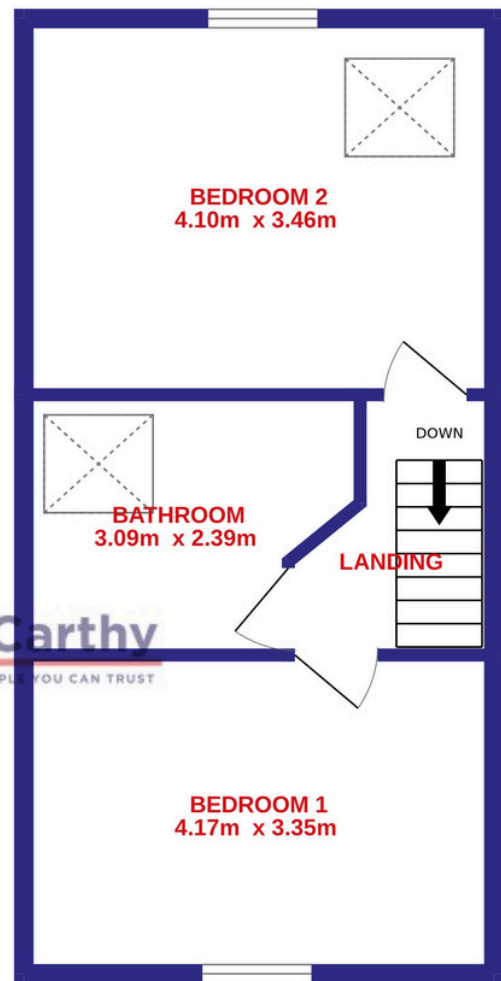 BEDROOM 2
4.10m x 3.46m
DOWN
BATHROOM
3.09m x 2.39m
LANDING
Carthy
PLE YOU CAN TRUST
BEDROOM 1
4.17m x 3.35m